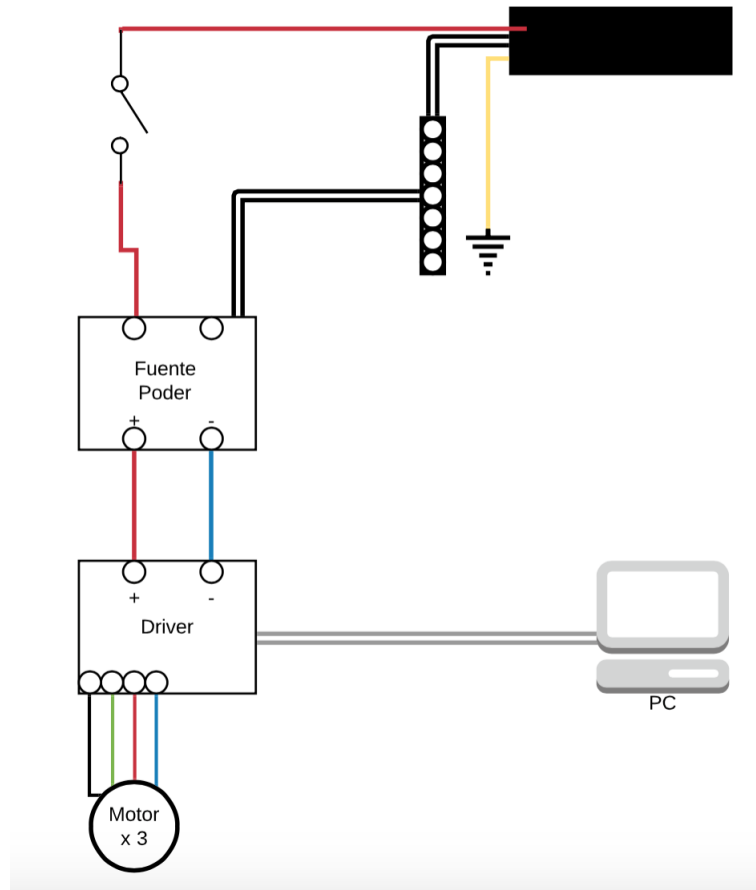 Fuente
Poder
+ -
+ -
Driver
PC
Motor
x 3